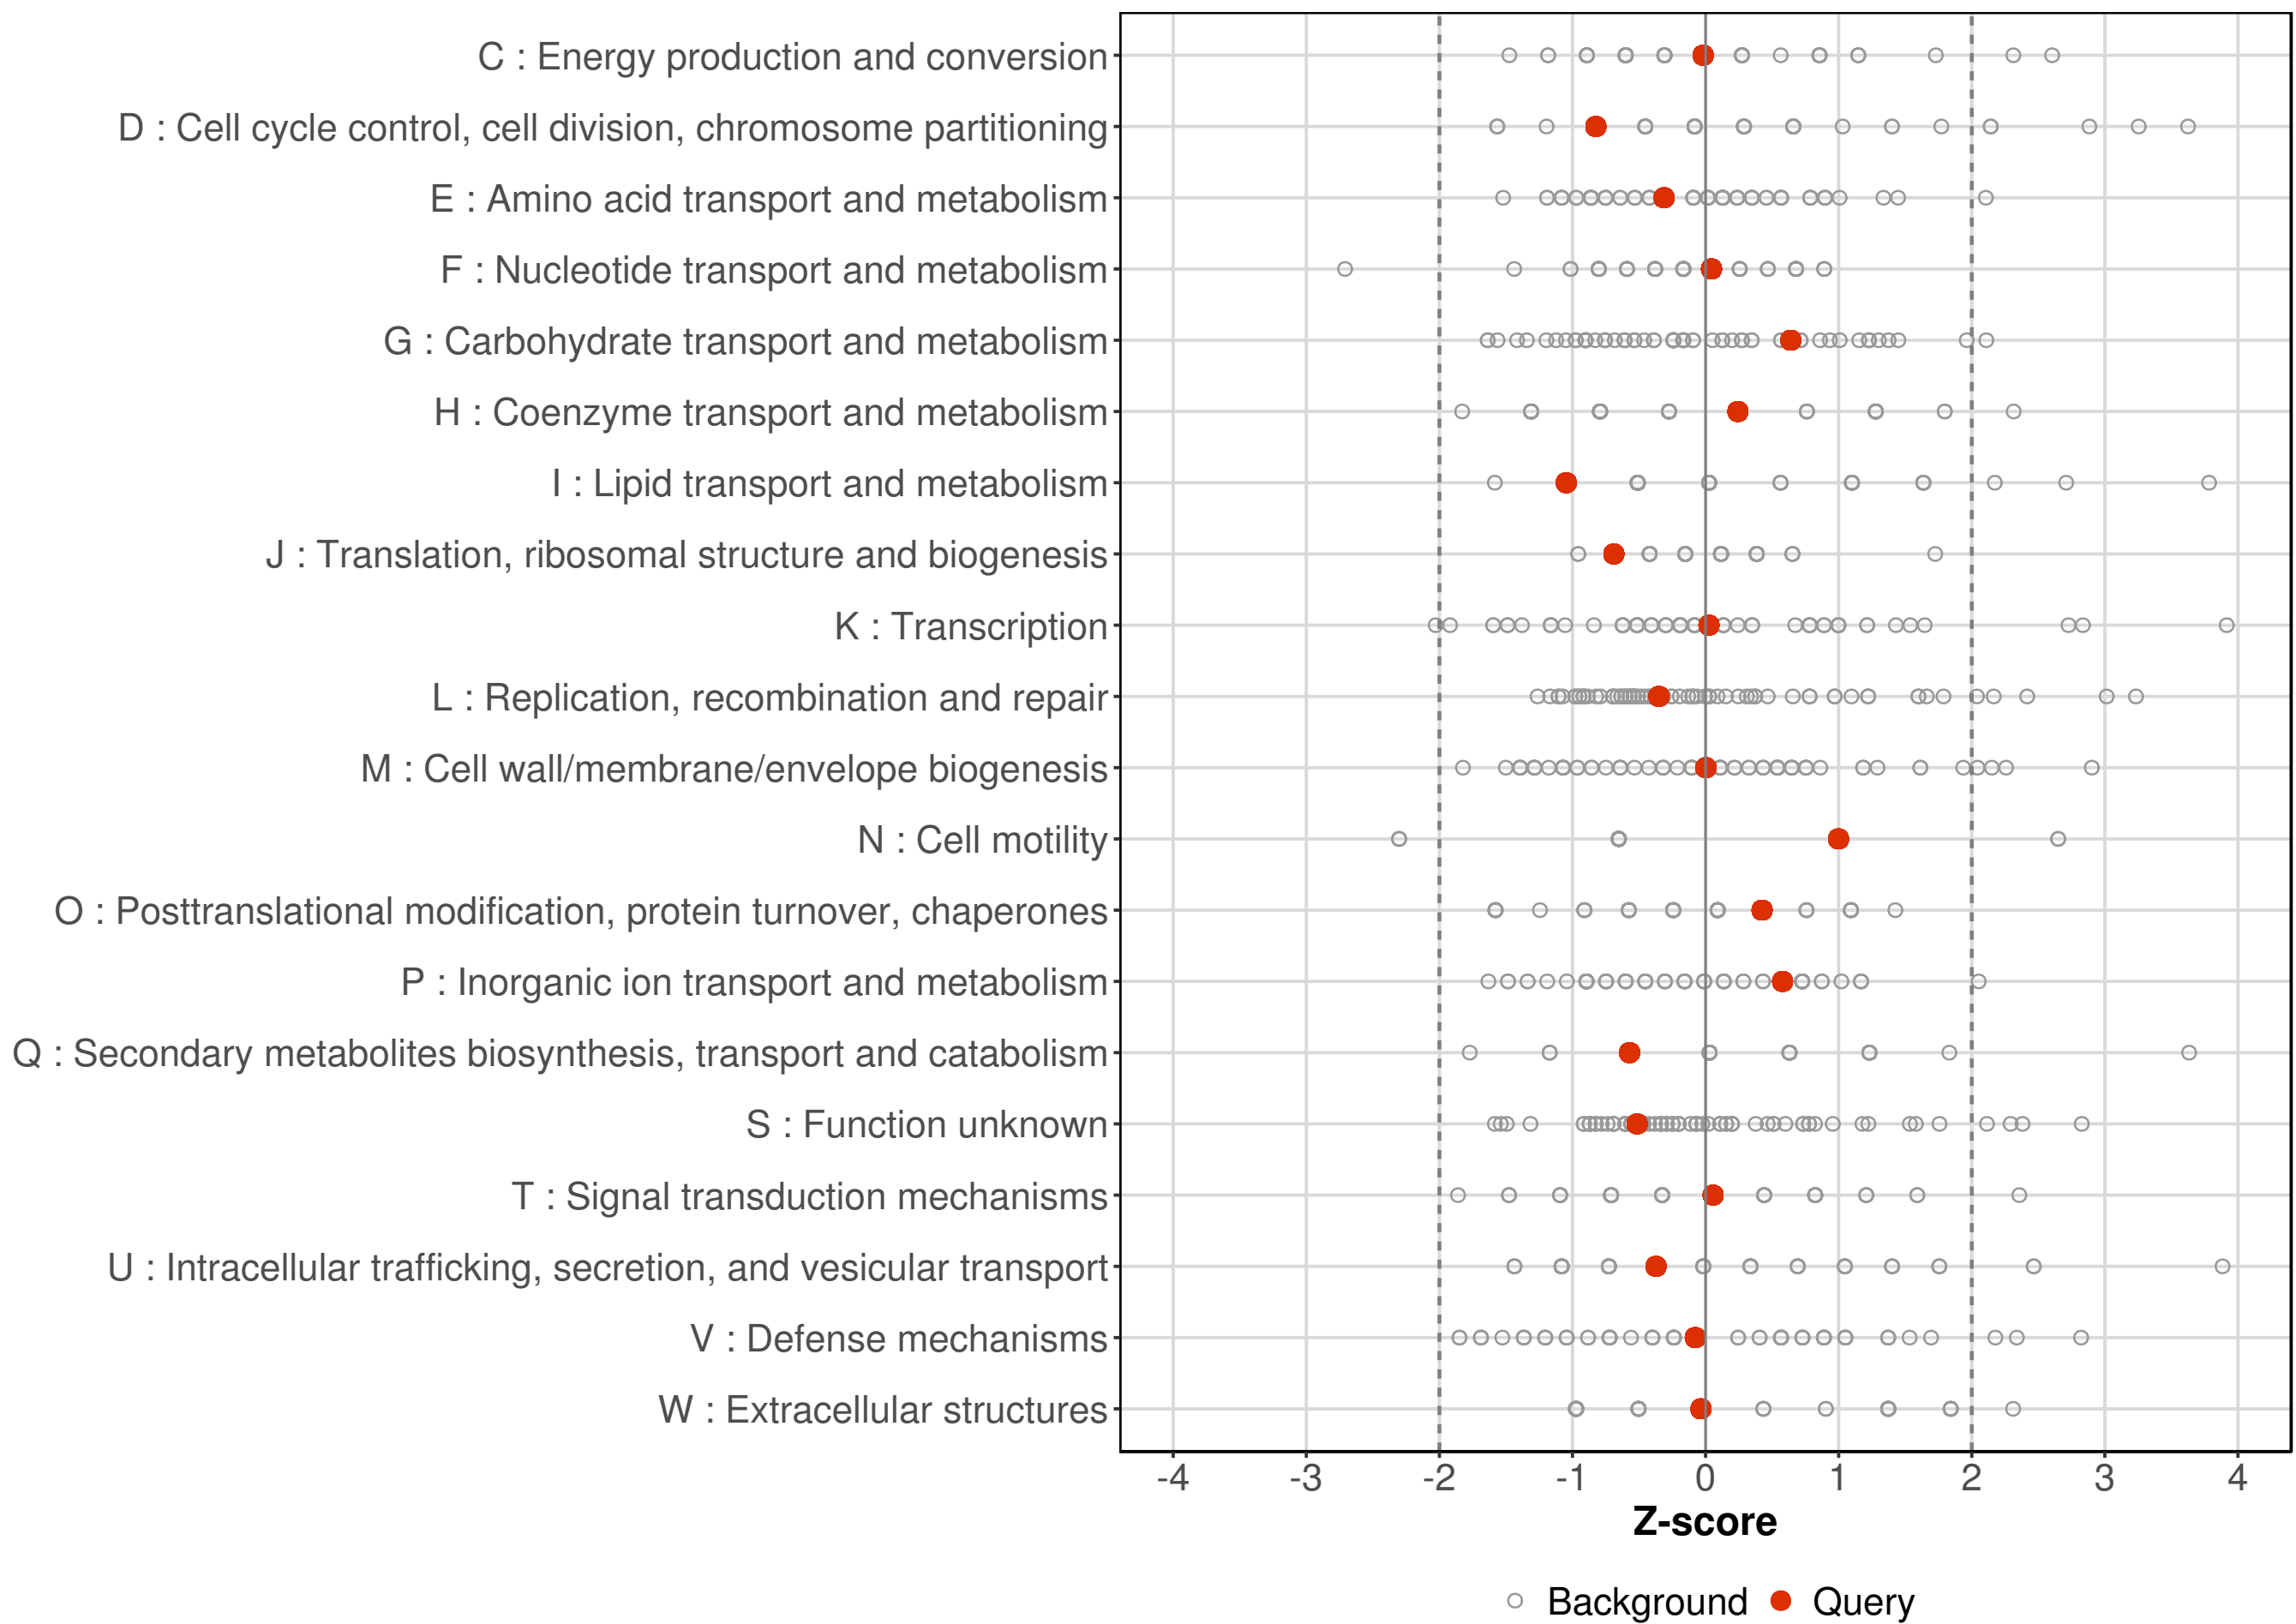 C : Energy production and conversion
D : Cell cycle control, cell division, chromosome partitioning
E : Amino acid transport and metabolism
F : Nucleotide transport and metabolism
G : Carbohydrate transport and metabolism
H : Coenzyme transport and metabolism
I : Lipid transport and metabolism
J : Translation, ribosomal structure and biogenesis
K : Transcription
L : Replication, recombination and repair
M : Cell wall/membrane/envelope biogenesis
N : Cell motility
O : Posttranslational modification, protein turnover, chaperones
P : Inorganic ion transport and metabolism
Q : Secondary metabolites biosynthesis, transport and catabolism
S : Function unknown
T : Signal transduction mechanisms
U : Intracellular trafficking, secretion, and vesicular transport
V : Defense mechanisms
W : Extracellular structures
-4 -3 -2 -1 0 1 2 3 4
Z-score
Background Query